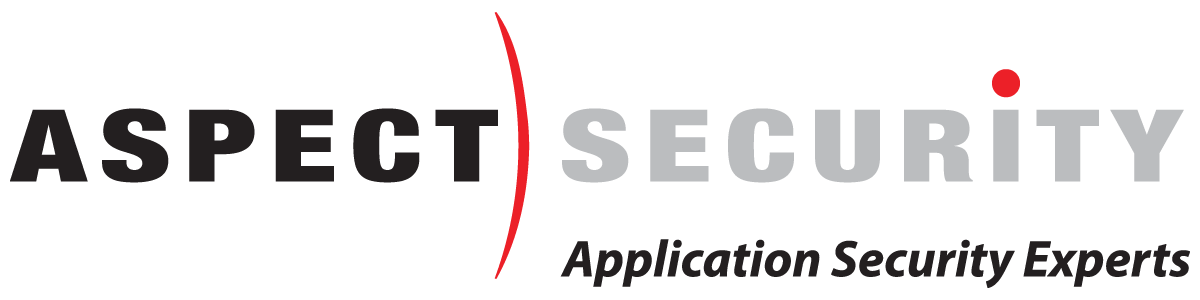 ASPECT SECURITY
Application Security Experts